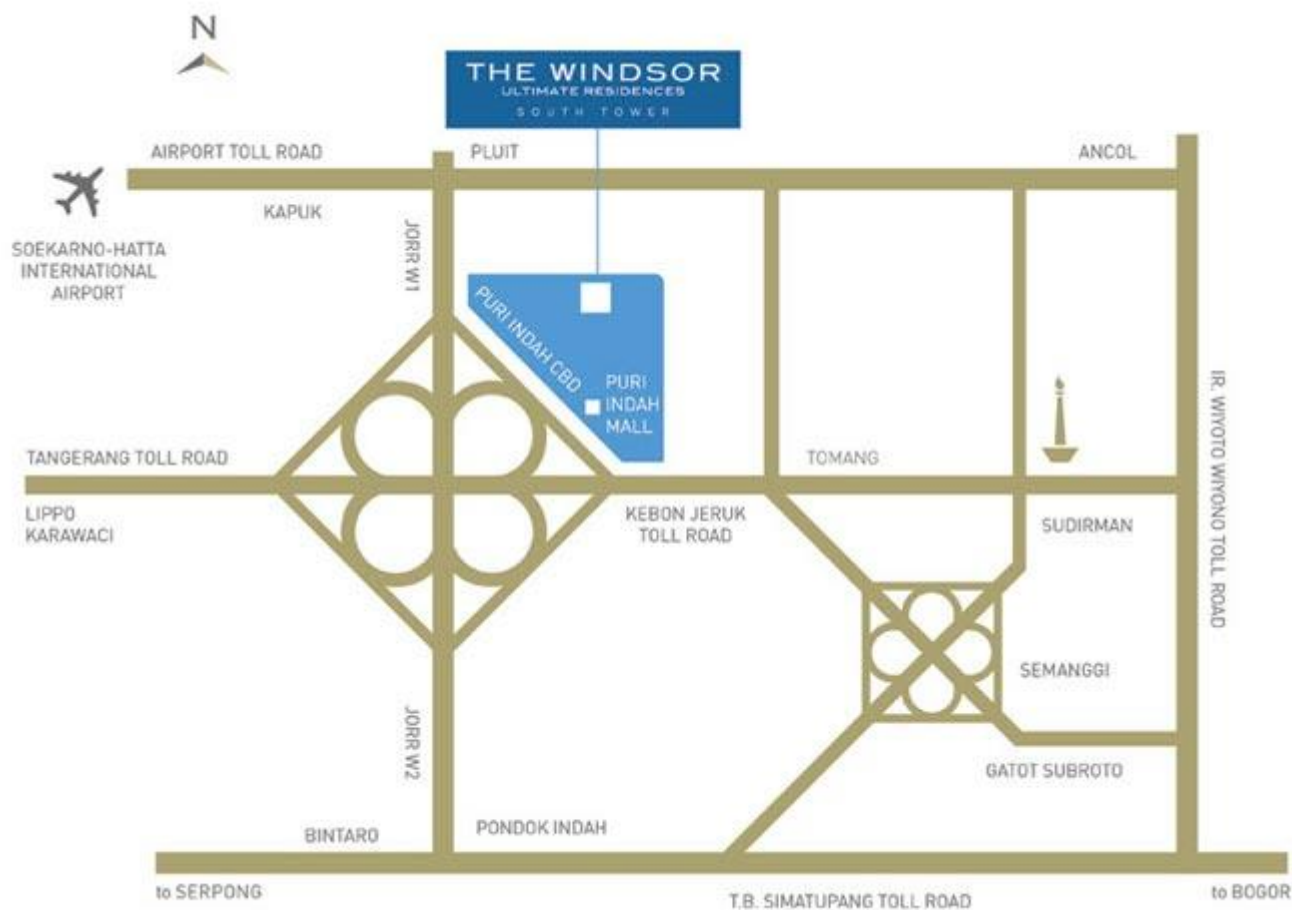 N
THE WINDSOR
ULTIMATE RESIDENCES
SOUTH TOWER
AIRPORT TOLL ROAD
PLUIT
ANCOL
KAPUK
SOEKARNO-HATTA
INTERNATIONAL
AIRPORT
JORR W1
PURI INDAH CBD
PURI
INDAH
MALL
IR. WIYOTO WIYONO TOLL ROAD
TANGERANG TOLL ROAD
TOMANG
LIPPO
KARAWACI
KEBON JERUK
TOLL ROAD
SUDIRMAN
SEMANGGI
JORR W2
GATOT SUBROTO
BINTARO
PONDOK INDAH
to SERPONG
T.B. SIMATUPANG TOLL ROAD
to BOGOR